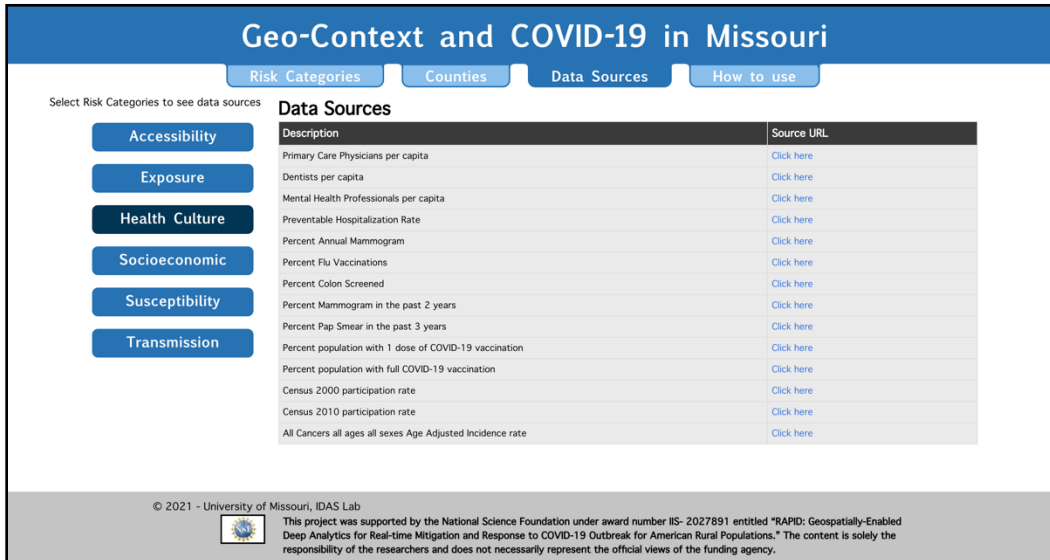 Geo-Context and COVID-19 in Missouri
Risk Categories Counties Data Sources How to use
Select Risk Categories to see data sources
Accessibility
Exposure
Health Culture
Socioeconomic
Susceptibility
Transmission
Data Sources
Description Source URL
Primary Care Physicians per capita Click here
Dentists per capita Click here
Mental Health Professionals per capita Click here
Preventable Hospitalization Rate Click here
Percent Annual Mammogram Click here
Percent Flu Vaccinations Click here
Percent Colon Screened Click here
Percent Mammogram in the past 2 years Click here
Percent Pap Smear in the past 3 years Click here
Percent population with 1 dose of COVID-19 vaccination Click here
Percent population with full COVID-19 vaccination Click here
Census 2000 participation rate Click here
Census 2010 participation rate Click here
All Cancers all ages all sexes Age Adjusted Incidence rate Click here
© 2021 - University of Missouri, IDAS Lab
This project was supported by the National Science Foundation under award number IIS- 2027891 entitled “RAPID: Geospatially-Enabled
Deep Analytics for Real-time Mitigation and Response to COVID-19 Outbreak for American Rural Populations.” The content is solely the
responsibility of the researchers and does not necessarily represent the official views of the funding agency.